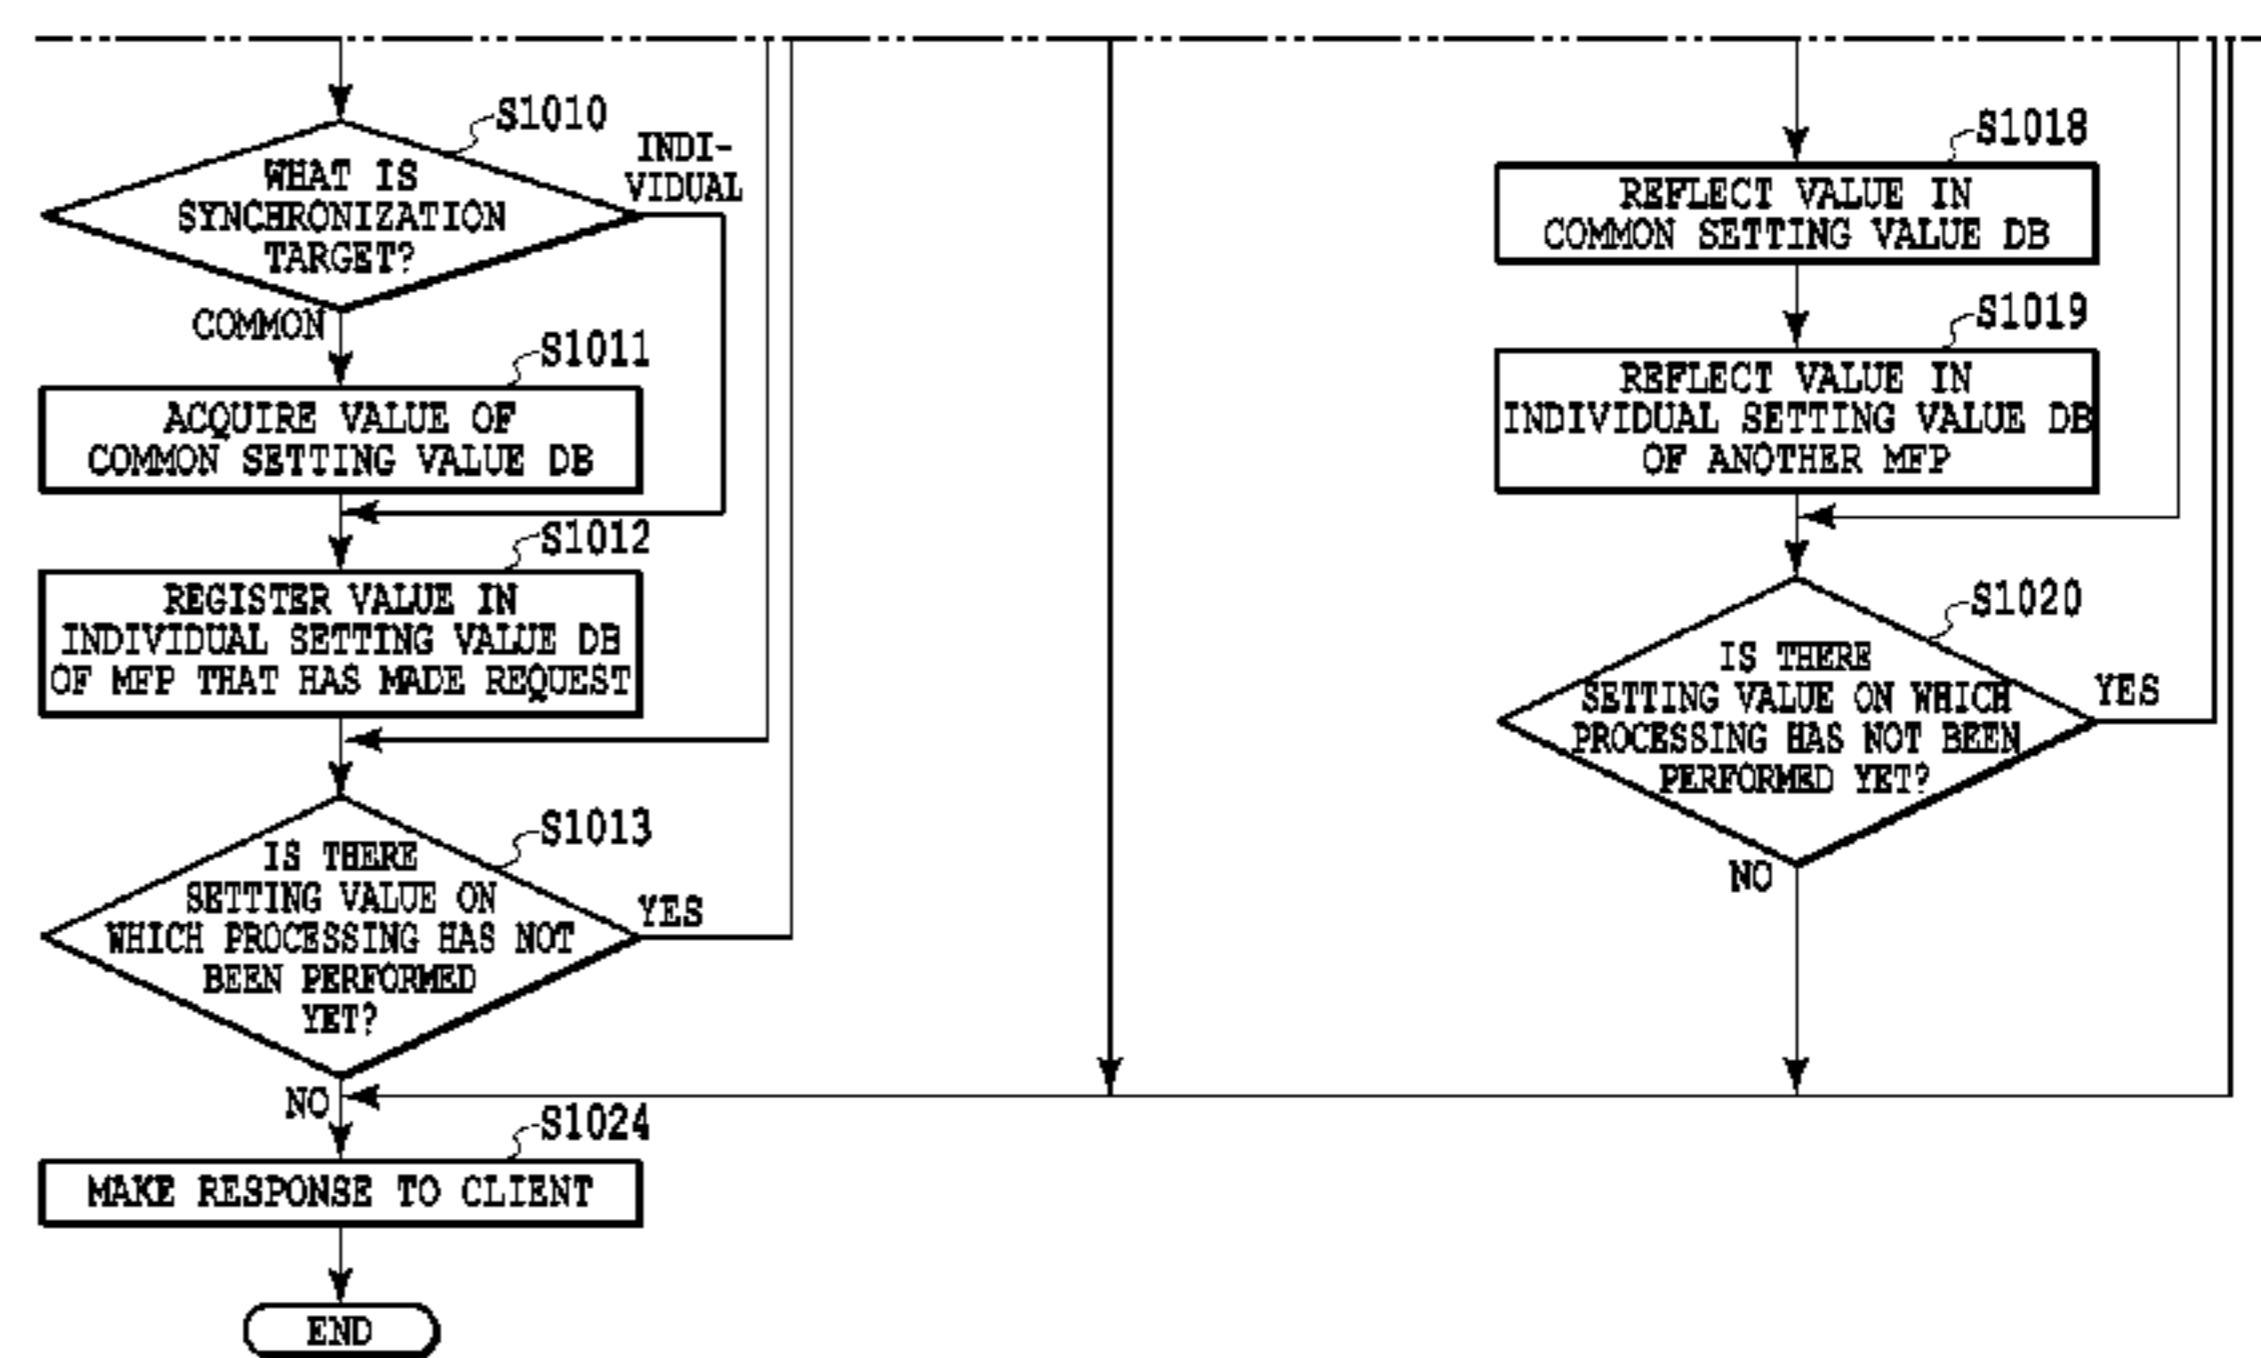 S1010
INDI-
VIDUAL
WHAT IS
SYNCHRONIZATION
TARGET?
COMMON
S1011
ACQUIRE VALUE OF
COMMON SETTING VALUE DB
S1012
REGISTER VALUE IN
INDIVIDUAL SETTING VALUE DB
OF MFP THAT HAS MADE REQUEST
S1013
IS THERE
SETTING VALUE ON
WHICH PROCESSING HAS NOT
BEEN PERFORMED
YET?
YES
NO
S1024
MAKE RESPONSE TO CLIENT
END
S1018
REFLECT VALUE IN
COMMON SETTING VALUE DB
S1019
REFLECT VALUE IN
INDIVIDUAL SETTING VALUE DB
OF ANOTHER MFP
S1020
IS THERE
SETTING VALUE ON WHICH
PROCESSING HAS NOT BEEN
PERFORMED YET?
YES
NO